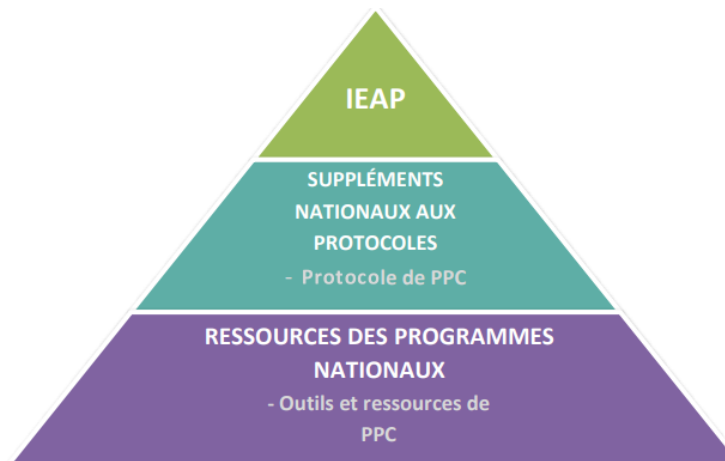 IEAP
SUPPLÉMENTS
NATIONAUX AUX
PROTOCOLES
- Protocole de PPC
RESSOURCES DES PROGRAMMES
NATIONAUX
- Outils et ressources de
PPC